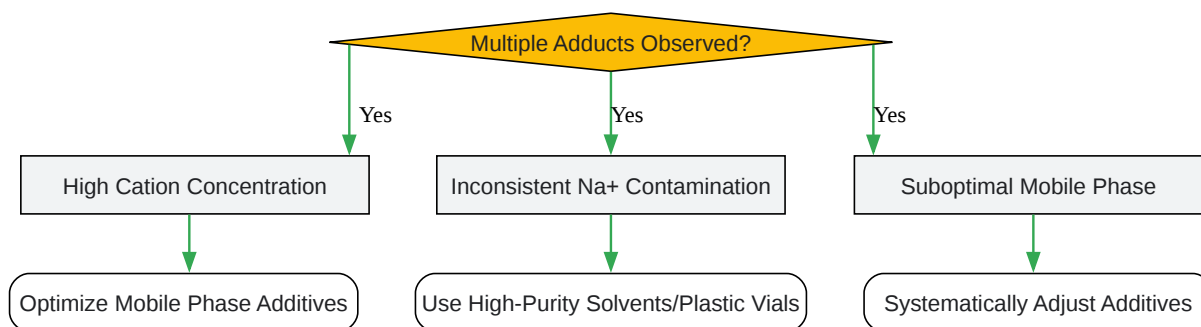 Multiple Adducts Observed?
Yes
Yes
Yes
High Cation Concentration
Inconsistent Na+ Contamination
Suboptimal Mobile Phase
Optimize Mobile Phase Additives
Use High-Purity Solvents/Plastic Vials
Systematically Adjust Additives